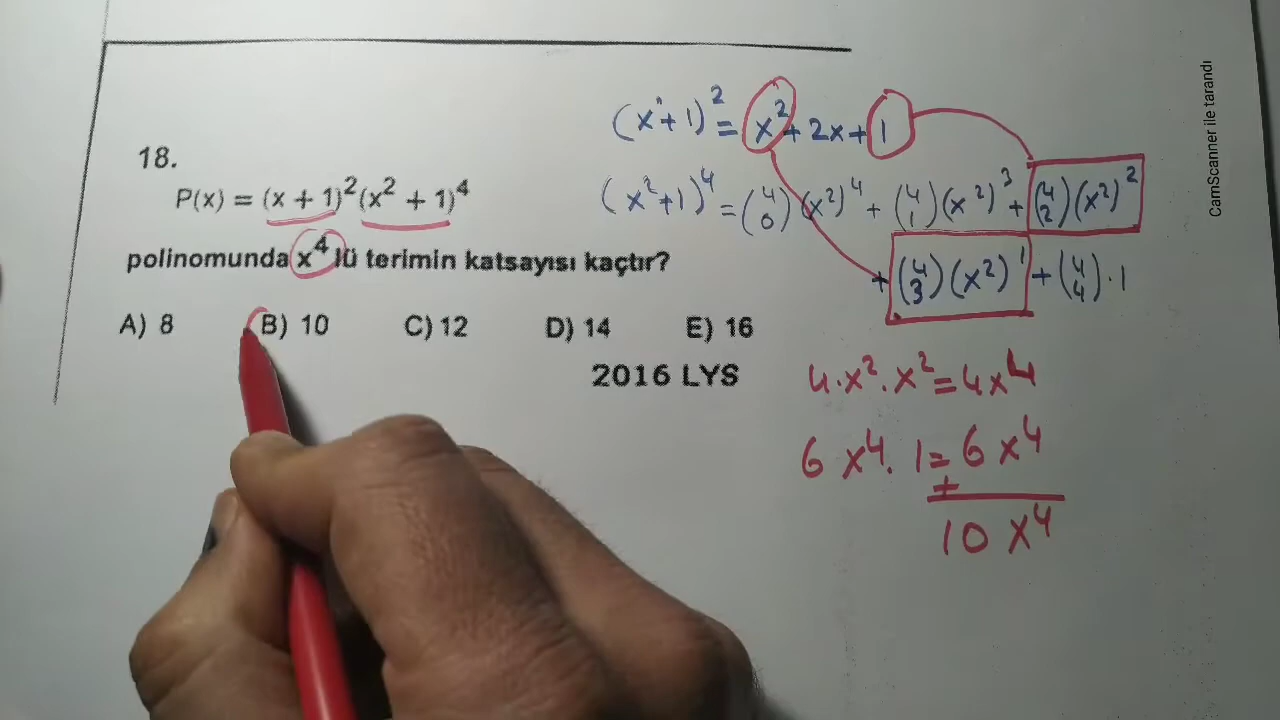 18.
P(x) = (x + 1)²(x² + 1)⁴
polinomunda x⁴ lü terimin katsayısı kaçtır?
A) 8 B) 10 C) 12 D) 14 E) 16
2016 LYS
(x+1)² = x² + 2x + 1
(x²+1)⁴ = (4 0)(x²)⁴ + (4 1)(x²)³ + (4 2)(x²)²
+ (4 3)(x²)¹ + (4 4)·1
4·x²·x² = 4x⁴
6x⁴·1 = 6x⁴
+
10x⁴
CamScanner ile tarandı